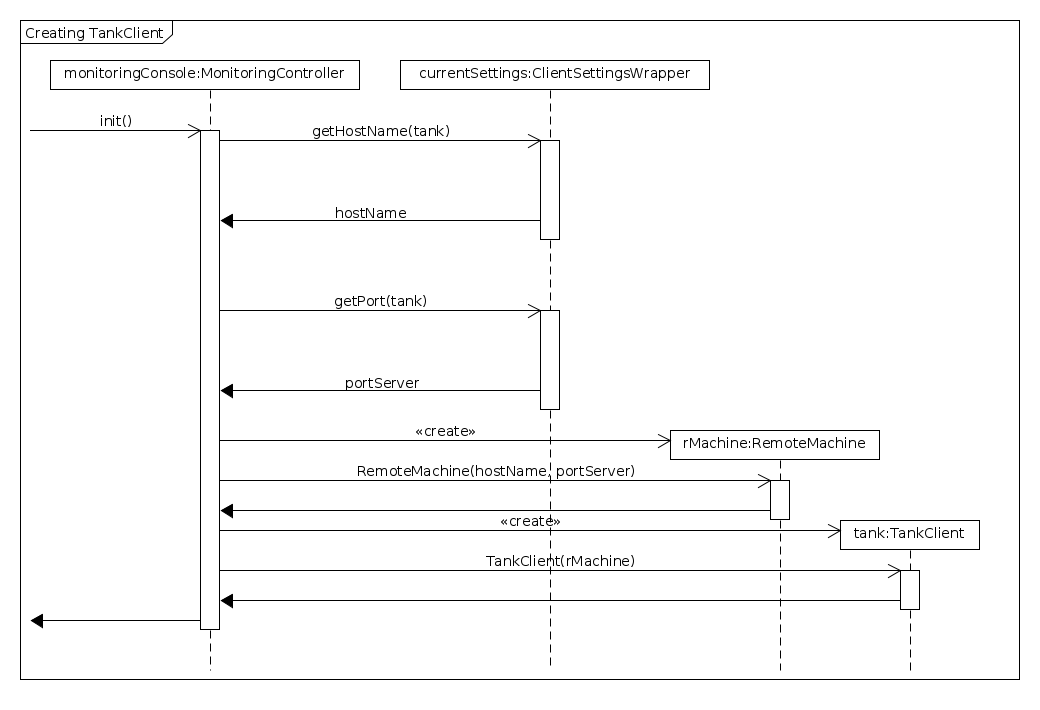 Creating TankClient
monitoringConsole:MonitoringController
currentSettings:ClientSettingsWrapper
init()
getHostName(tank)
hostName
getPort(tank)
portServer
«create»
rMachine:RemoteMachine
RemoteMachine(hostName, portServer)
«create»
tank:TankClient
TankClient(rMachine)